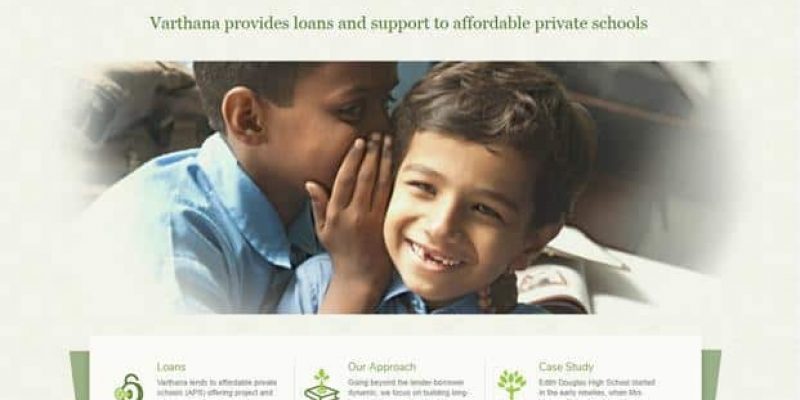 Varthana provides loans and support to affordable private schools
Loans
Varthana lends to affordable private
schools (APS) offering project and
Our Approach
Going beyond the lender-borrower
dynamic, we focus on building long-
Case Study
Edith Douglas High School started
in the early nineties, when Mrs.